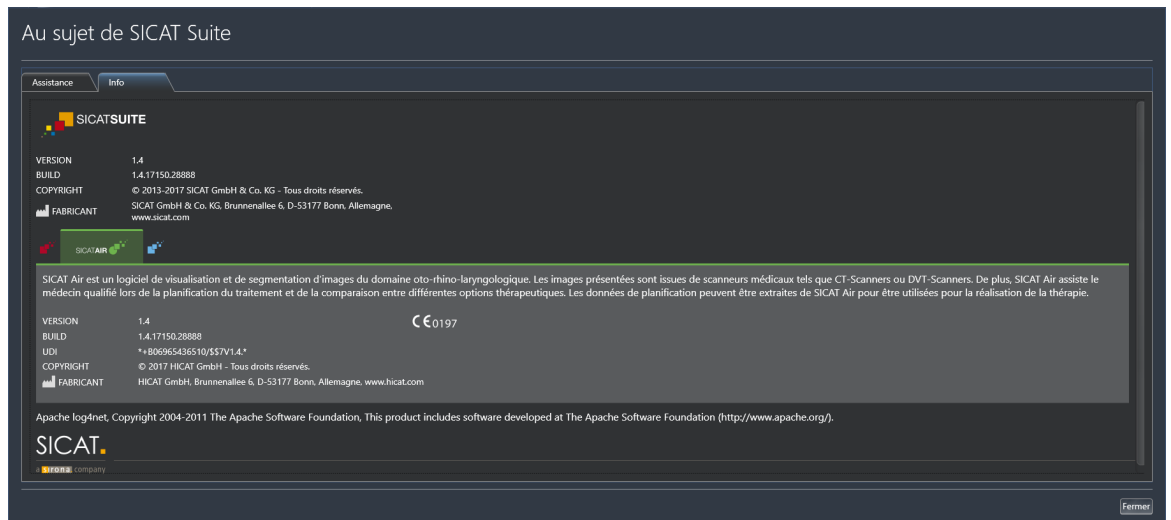 Au sujet de SICAT Suite
Assistance
Info
SICATSUITE
VERSION 1.4
BUILD 1.4.17150.28888
COPYRIGHT © 2013-2017 SICAT GmbH & Co. KG - Tous droits réservés.
FABRICANT SICAT GmbH & Co. KG, Brunnenallee 6, D-53177 Bonn, Allemagne,
www.sicat.com
SICATAIR
SICAT Air est un logiciel de visualisation et de segmentation d'images du domaine oto-rhino-laryngologique. Les images présentées sont issues de scanneurs médicaux tels que CT-Scanners ou DVT-Scanners. De plus, SICAT Air assiste le
médecin qualifié lors de la planification du traitement et de la comparaison entre différentes options thérapeutiques. Les données de planification peuvent être extraites de SICAT Air pour être utilisées pour la réalisation de la thérapie.
VERSION 1.4 CE0197
BUILD 1.4.17150.28888
UDI *+B06965436510/$$7V1.4.*
COPYRIGHT © 2017 HICAT GmbH - Tous droits réservés.
FABRICANT HICAT GmbH, Brunnenallee 6, D-53177 Bonn, Allemagne, www.hicat.com
Apache log4net, Copyright 2004-2011 The Apache Software Foundation, This product includes software developed at The Apache Software Foundation (http://www.apache.org/).
SICAT.
a sirona company
Fermer